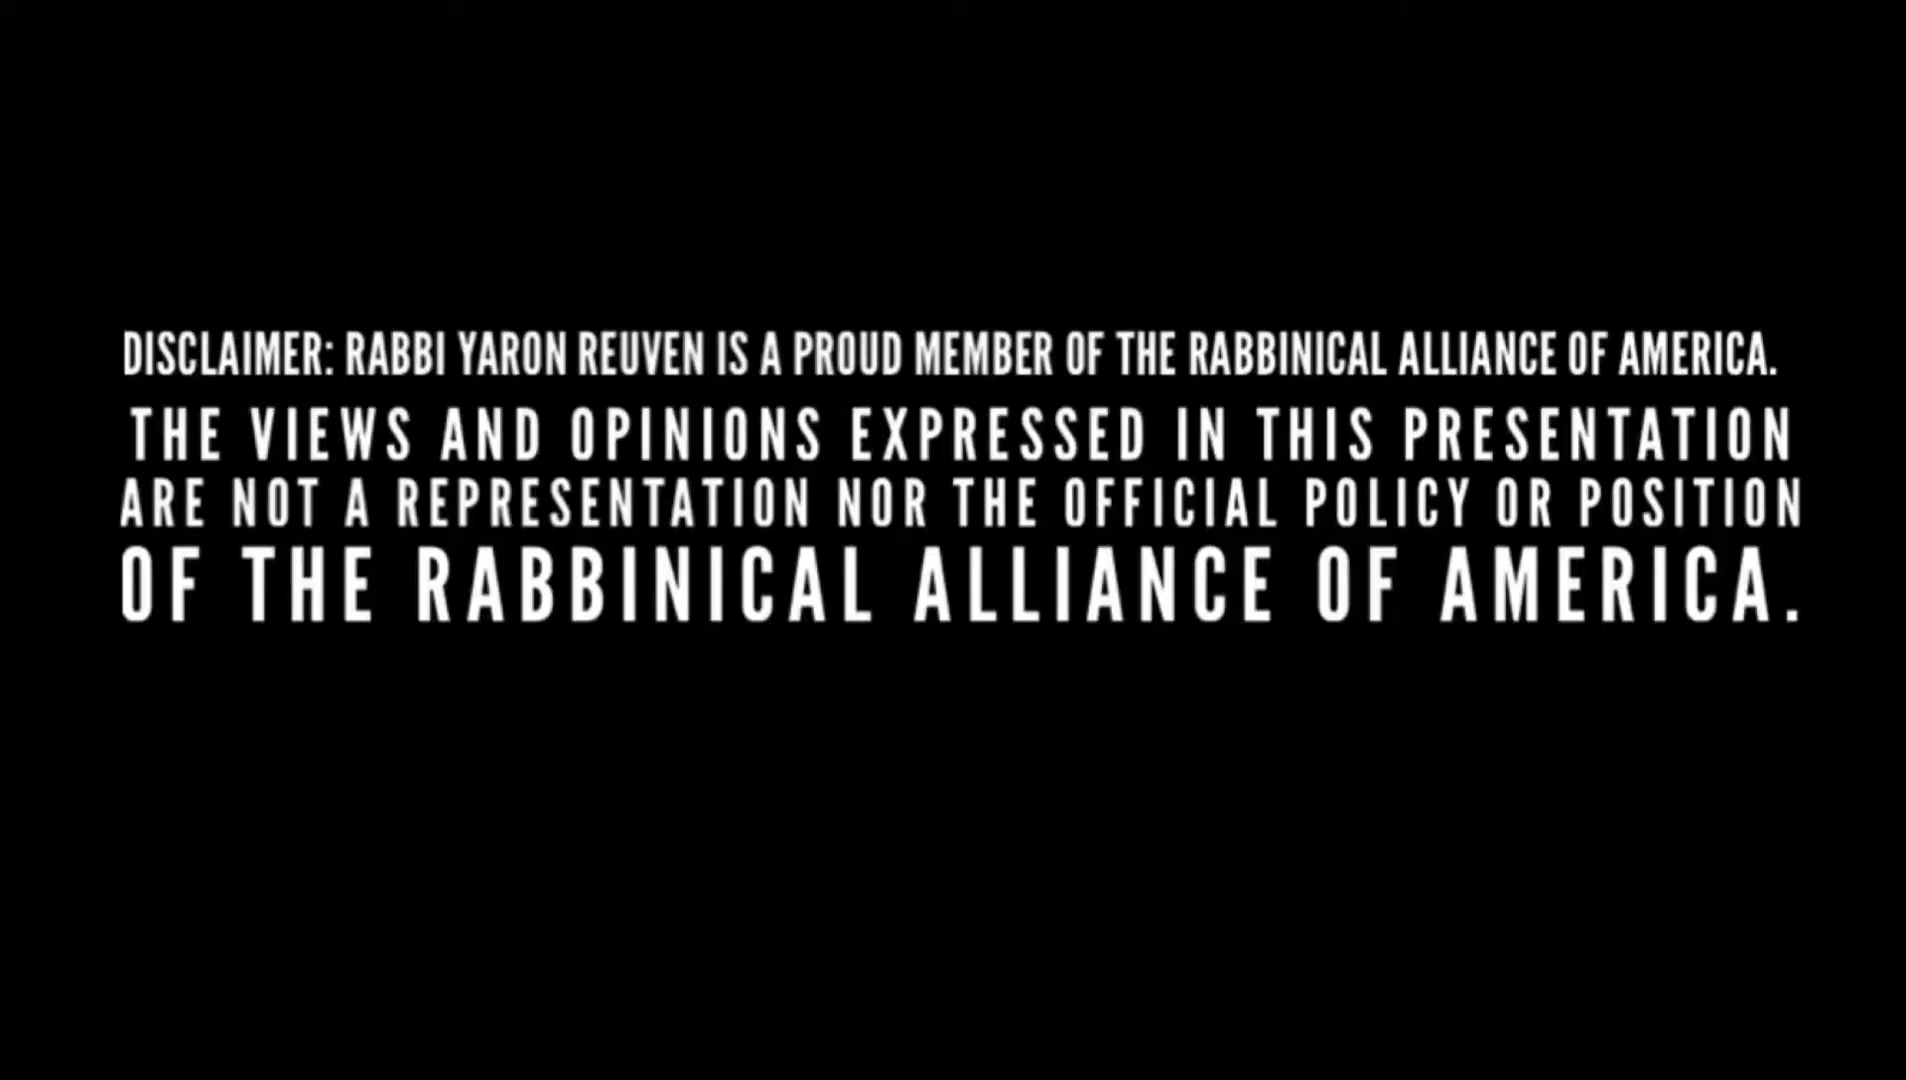 DISCLAIMER: RABBI YARON REUVEN IS A PROUD MEMBER OF THE RABBINICAL ALLIANCE OF AMERICA.
THE VIEWS AND OPINIONS EXPRESSED IN THIS PRESENTATION
ARE NOT A REPRESENTATION NOR THE OFFICIAL POLICY OR POSITION
OF THE RABBINICAL ALLIANCE OF AMERICA.